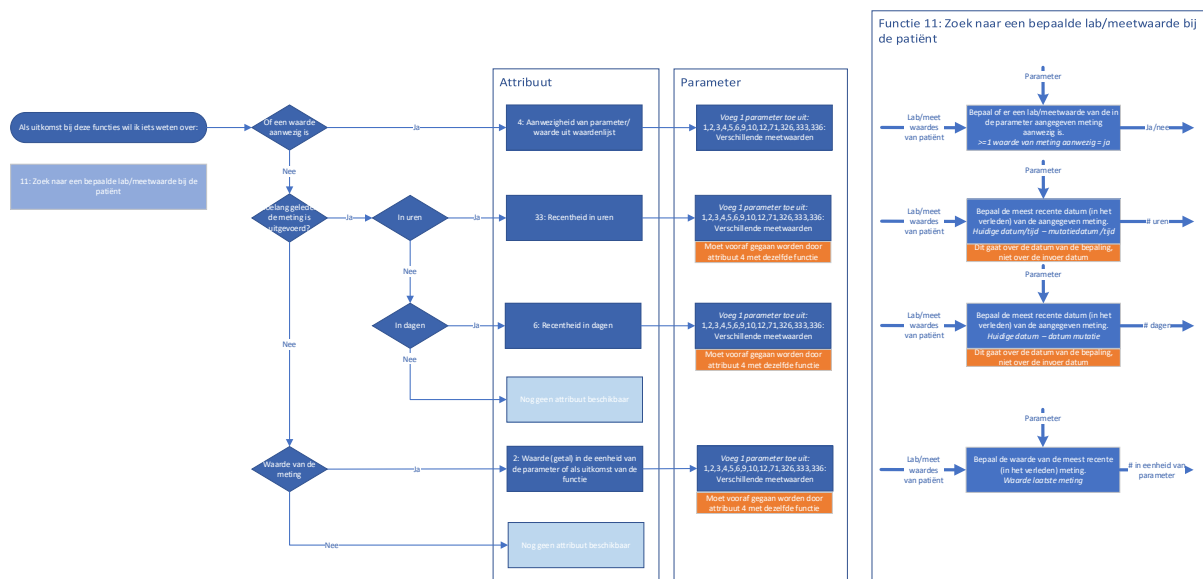 Functie 11: Zoek naar een bepaalde lab/meetwaarde bij
de patiënt
Attribuut
Parameter
Als uitkomst bij deze functies wil ik iets weten over:
11: Zoek naar een bepaalde lab/meetwaarde bij de
patiënt
Of een waarde
aanwezig is
Ja
4: Aanwezigheid van parameter/
waarde uit waardenlijst
Voeg 1 parameter toe uit:
1,2,3,4,5,6,9,10,12,71,326,333,336:
Verschillende meetwaarden
Nee
oelang gelede
de meting is
uitgevoerd?
Ja
In uren
Ja
33: Recentheid in uren
Voeg 1 parameter toe uit:
1,2,3,4,5,6,9,10,12,71,326,333,336:
Verschillende meetwaarden
Moet vooraf gegaan worden door
attribuut 4 met dezelfde functie
Nee
In dagen
Ja
6: Recentheid in dagen
Voeg 1 parameter toe uit:
1,2,3,4,5,6,9,10,12,71,326,333,336:
Verschillende meetwaarden
Moet vooraf gegaan worden door
attribuut 4 met dezelfde functie
Nee
Nee
Nog geen attribuut beschikbaar
Waarde van de
meting
Ja
2: Waarde (getal) in de eenheid van
de parameter of als uitkomst van de
functie
Voeg 1 parameter toe uit:
1,2,3,4,5,6,9,10,12,71,326,333,336:
Verschillende meetwaarden
Moet vooraf gegaan worden door
attribuut 4 met dezelfde functie
Nee
Nog geen attribuut beschikbaar
Parameter
Lab/meet
waardes
van patiënt
Bepaal of er een lab/meetwaarde van de in
de parameter aangegeven meting
aanwezig is.
>=1 waarde van meting aanwezig = ja
Ja/nee
Parameter
Lab/meet
waardes
van patiënt
Bepaal de meest recente datum (in het
verleden) van de aangegeven meting.
Huidige datum/tijd – mutatiedatum/tijd
# uren
Dit gaat over de datum van de bepaling,
niet over de invoer datum
Parameter
Lab/meet
waardes
van patiënt
Bepaal de meest recente datum (in het
verleden) van de aangegeven meting.
Huidige datum – datum mutatie
# dagen
Dit gaat over de datum van de bepaling,
niet over de invoer datum
Parameter
Lab/meet
waardes
van patiënt
Bepaal de waarde van de meest recente
(in het verleden) meting.
Waarde laatste meting
# in eenheid van
parameter